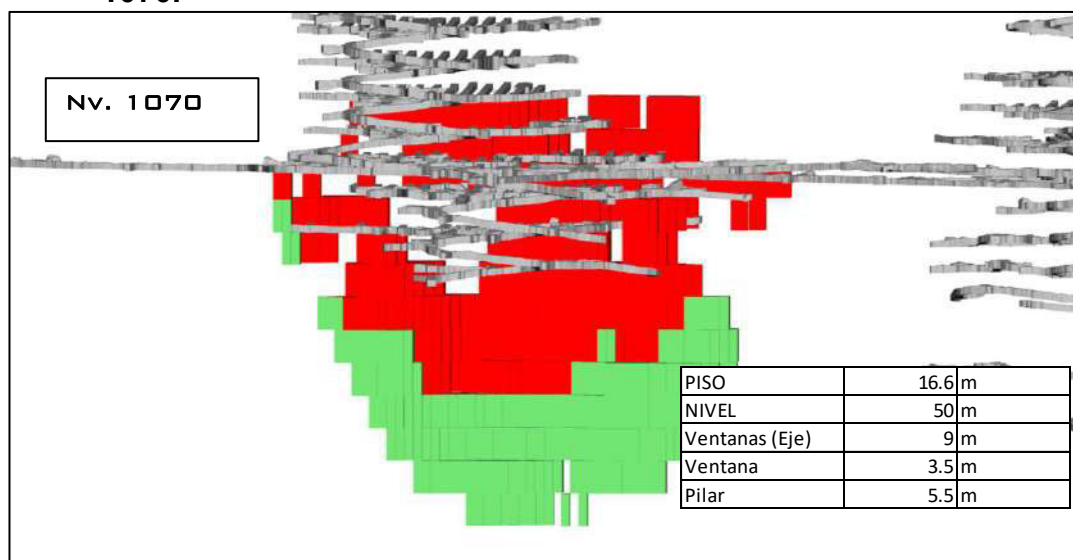 Nv. 1070
PISO 16.6 m
NIVEL 50 m
Ventanas (Eje) 9 m
Ventana 3.5 m
Pilar 5.5 m